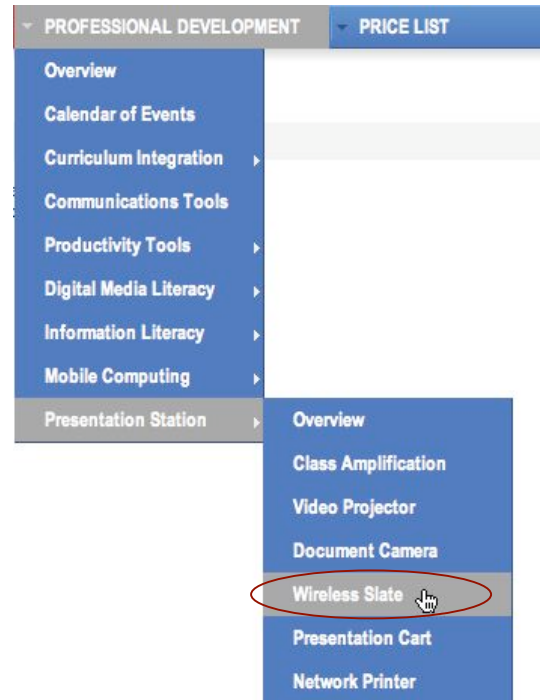 PROFESSIONAL DEVELOPMENT
PRICE LIST
Overview
Calendar of Events
Curriculum Integration
Communications Tools
Productivity Tools
Digital Media Literacy
Information Literacy
Mobile Computing
Presentation Station
Overview
Class Amplification
Video Projector
Document Camera
Wireless Slate
Presentation Cart
Network Printer